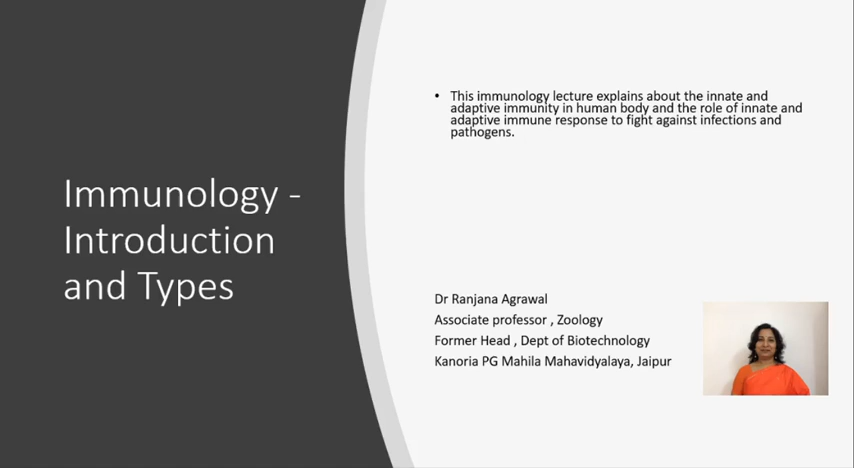 Immunology -
Introduction
and Types
• This immunology lecture explains about the innate and
adaptive immunity in human body and the role of innate and
adaptive immune response to fight against infections and
pathogens.
Dr Ranjana Agrawal
Associate professor , Zoology
Former Head , Dept of Biotechnology
Kanoria PG Mahila Mahavidyalaya, Jaipur